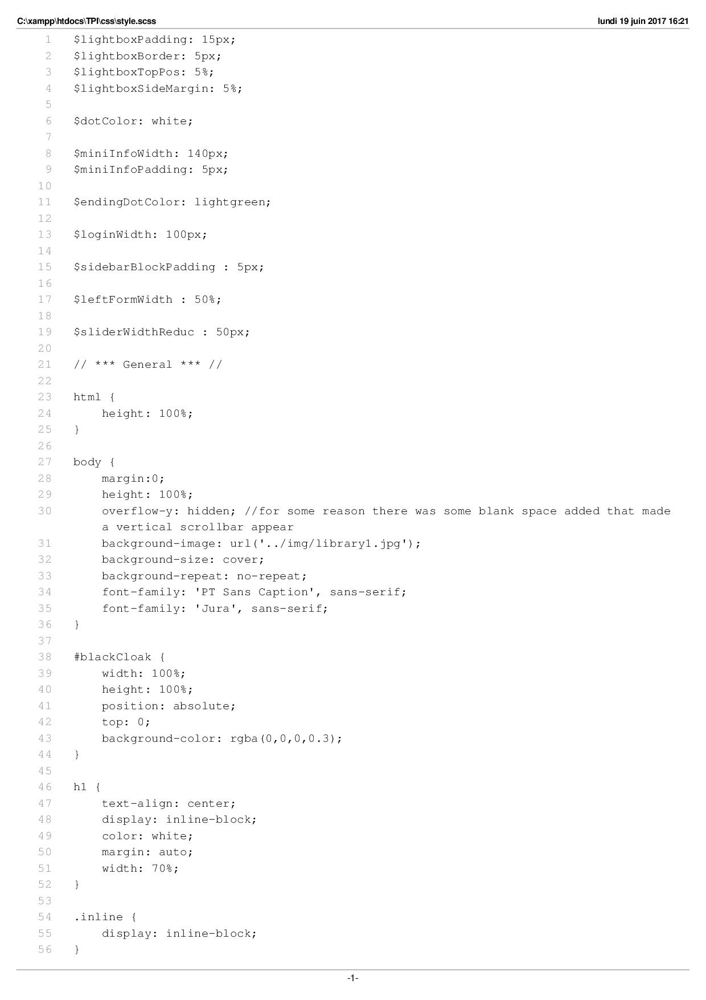 C:\xampp\htdocs\TPI\css\style.scss lundi 19 juin 2017 16:21
1 $lightboxPadding: 15px;
2 $lightboxBorder: 5px;
3 $lightboxTopPos: 5%;
4 $lightboxSideMargin: 5%;
5
6 $dotColor: white;
7
8 $miniInfoWidth: 140px;
9 $miniInfoPadding: 5px;
10
11 $endingDotColor: lightgreen;
12
13 $loginWidth: 100px;
14
15 $sidebarBlockPadding : 5px;
16
17 $leftFormWidth : 50%;
18
19 $sliderWidthReduc : 50px;
20
21 // *** General *** //
22
23 html {
24     height: 100%;
25 }
26
27 body {
28     margin:0;
29     height: 100%;
30     overflow-y: hidden; //for some reason there was some blank space added that made
a vertical scrollbar appear
31     background-image: url('../img/library1.jpg');
32     background-size: cover;
33     background-repeat: no-repeat;
34     font-family: 'PT Sans Caption', sans-serif;
35     font-family: 'Jura', sans-serif;
36 }
37
38 #blackCloak {
39     width: 100%;
40     height: 100%;
41     position: absolute;
42     top: 0;
43     background-color: rgba(0,0,0,0.3);
44 }
45
46 h1 {
47     text-align: center;
48     display: inline-block;
49     color: white;
50     margin: auto;
51     width: 70%;
52 }
53
54 .inline {
55     display: inline-block;
56 }
-1-